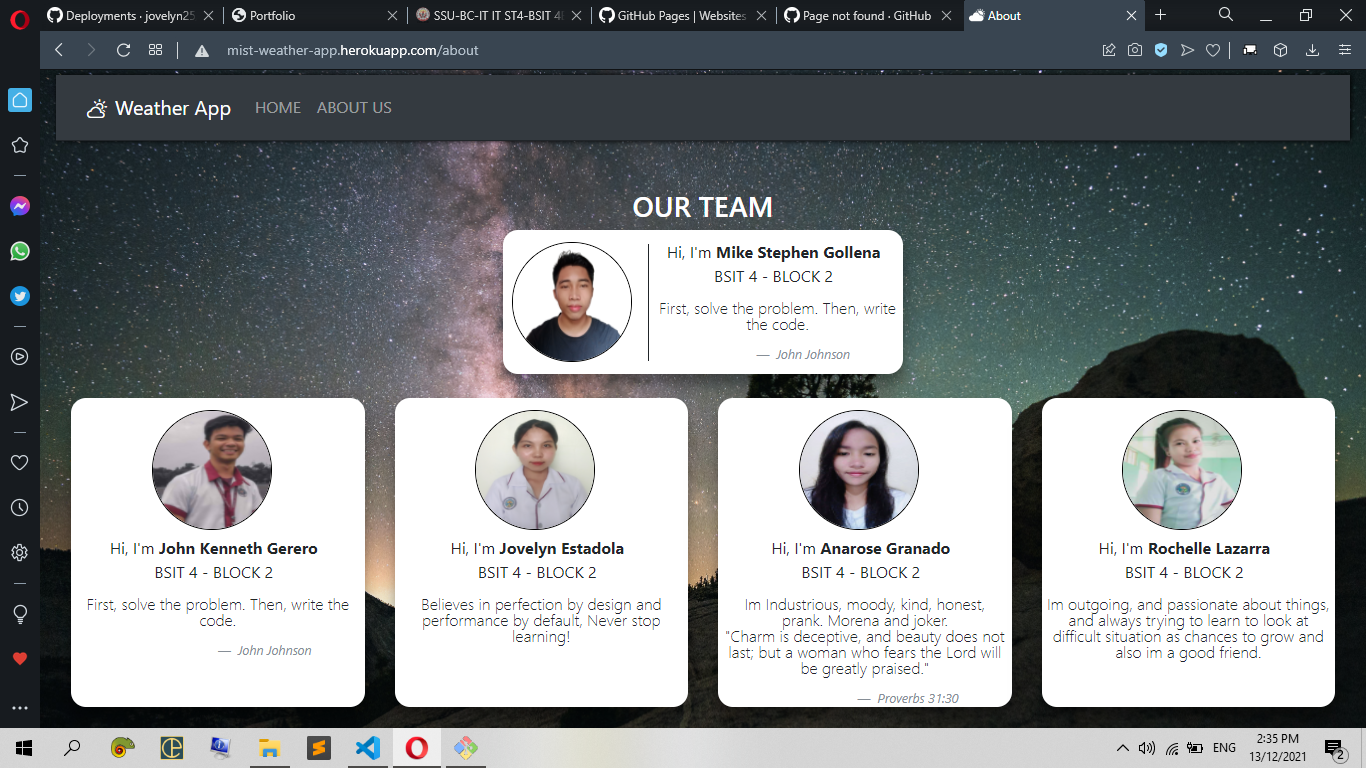 Deployments · jovelyn25
Portfolio
SSU-BC-IT IT ST4-BSIT 4B
GitHub Pages | Websites
Page not found · GitHub
About
mist-weather-app.herokuapp.com/about
Weather App
HOME
ABOUT US
OUR TEAM
Hi, I'm Mike Stephen Gollena
BSIT 4 - BLOCK 2
First, solve the problem. Then, write
the code.
— John Johnson
Hi, I'm John Kenneth Gerero
BSIT 4 - BLOCK 2
First, solve the problem. Then, write the
code.
— John Johnson
Hi, I'm Jovelyn Estadola
BSIT 4 - BLOCK 2
Believes in perfection by design and
performance by default, Never stop
learning!
Hi, I'm Anarose Granado
BSIT 4 - BLOCK 2
Im Industrious, moody, kind, honest,
prank. Morena and joker.
"Charm is deceptive, and beauty does not
last; but a woman who fears the Lord will
be greatly praised."
— Proverbs 31:30
Hi, I'm Rochelle Lazarra
BSIT 4 - BLOCK 2
Im outgoing, and passionate about things,
and always trying to learn to look at
difficult situation as chances to grow and
also im a good friend.
ENG
2:35 PM
13/12/2021
2